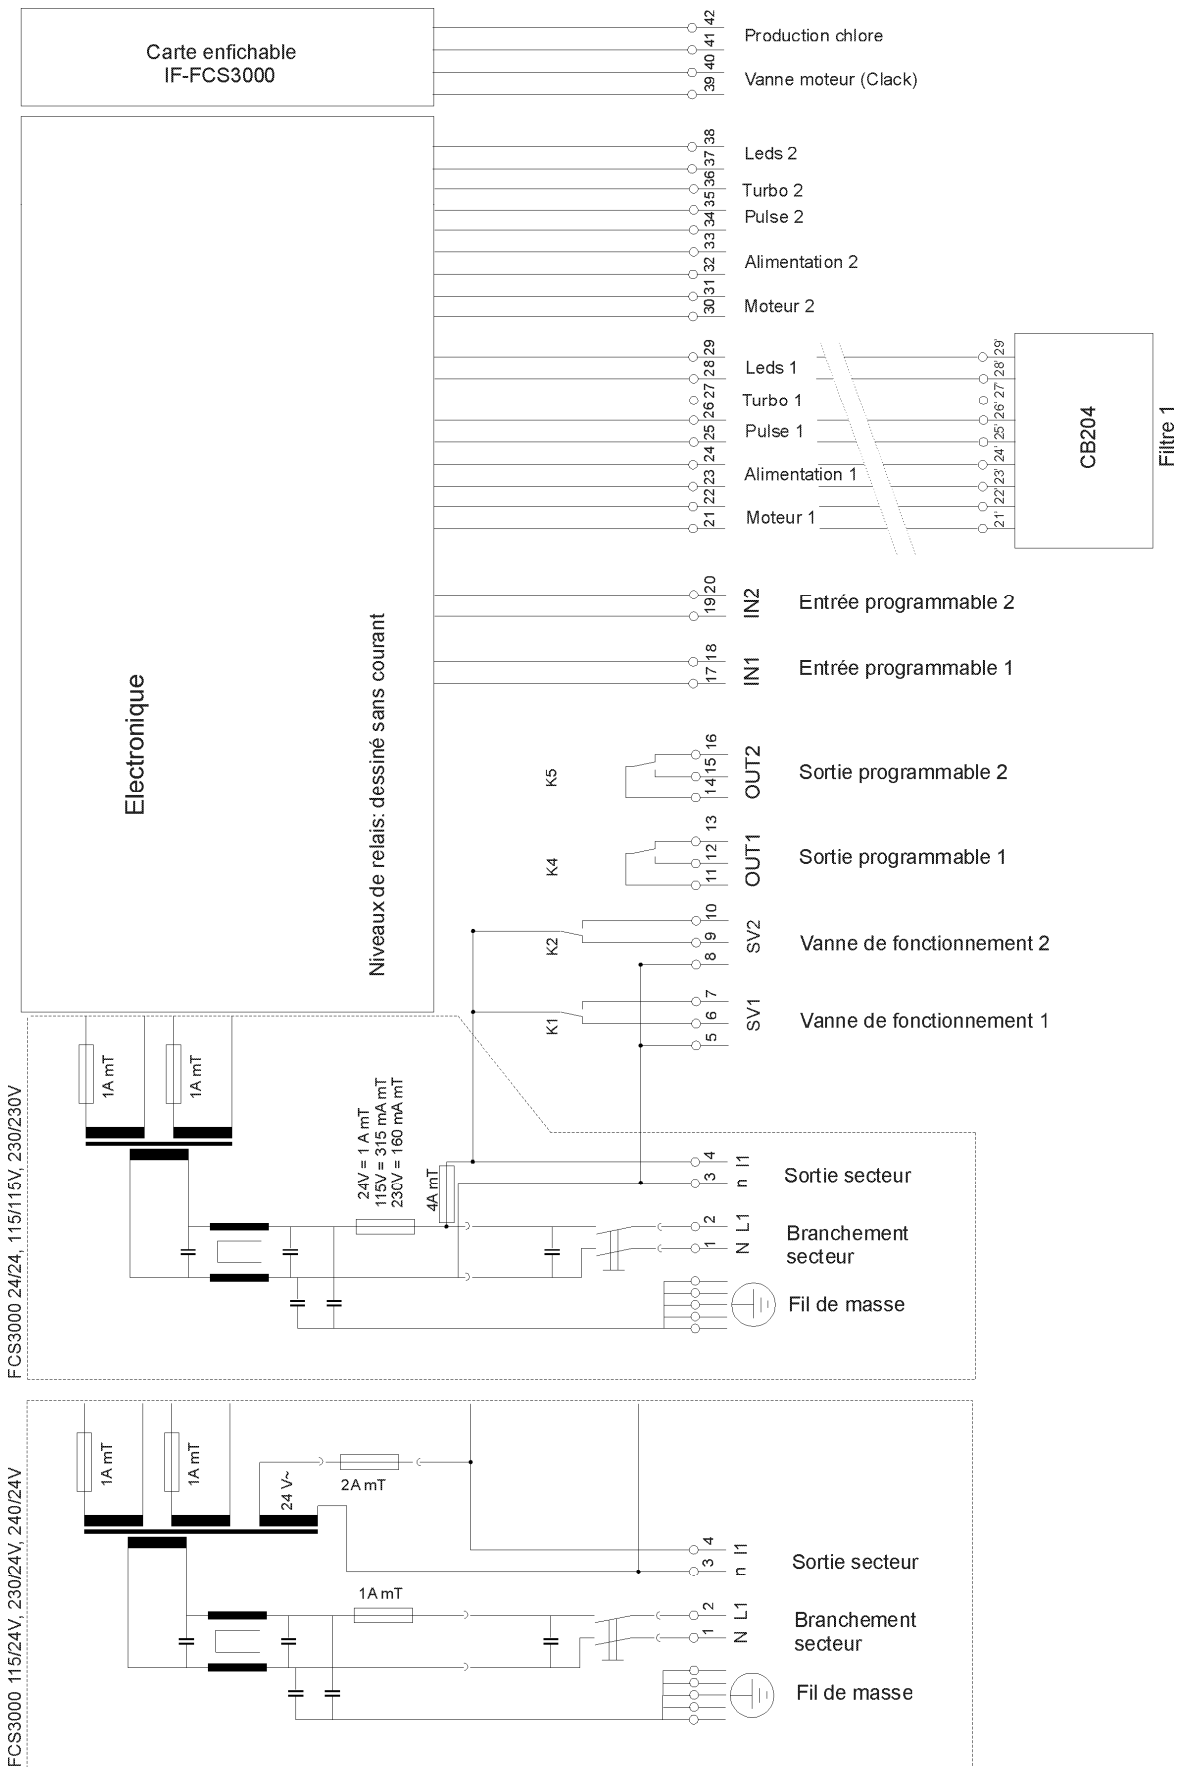 Carte enfichable
IF-FCS3000
42
41
Production chlore
40
39
Vanne moteur (Clack)
38
37
Leds 2
36
Turbo 2
35
34
Pulse 2
33
32
Alimentation 2
31
30
Moteur 2
29
28
Leds 1
27
Turbo 1
26
25
Pulse 1
24
23
Alimentation 1
22
21
Moteur 1
29'
28'
27'
26'
25'
24'
23'
22'
21'
CB204
Filtre 1
Electronique
Niveaux de relais: dessiné sans courant
20
19
IN2
Entrée programmable 2
18
17
IN1
Entrée programmable 1
K5
16
15
14
OUT2
Sortie programmable 2
K4
13
12
11
OUT1
Sortie programmable 1
K2
10
9
8
SV2
Vanne de fonctionnement 2
K1
7
6
5
SV1
Vanne de fonctionnement 1
FCS3000 24/24, 115/115V, 230/230V
1A mT
1A mT
24V = 1 A mT
115V = 315 mA mT
230V = 160 mA mT
4A mT
4
3
l1
n
Sortie secteur
2
1
L1
N
Branchement
secteur
Fil de masse
FCS3000 115/24V, 230/24V, 240/24V
1A mT
1A mT
24 V~
2A mT
4
3
l1
n
Sortie secteur
1A mT
2
1
L1
N
Branchement
secteur
Fil de masse